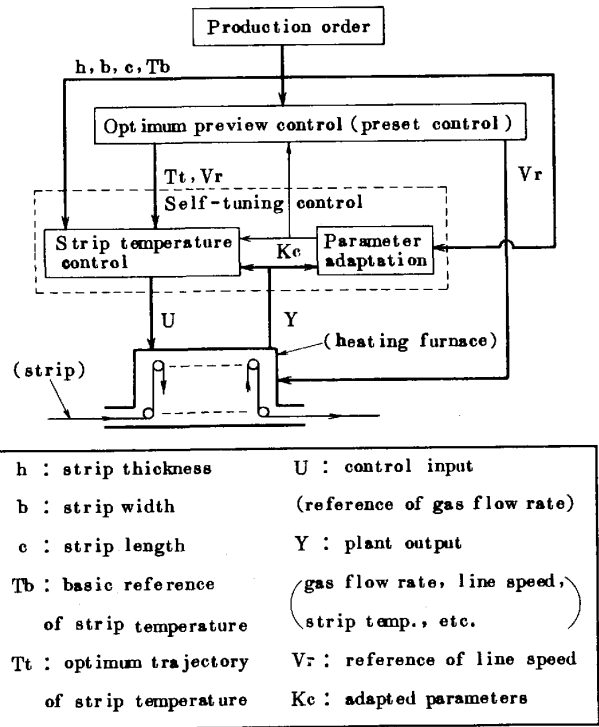 Production order
h, b, c, Tb
Optimum preview control (preset control)
Tt, Vr
Vr
Self-tuning control
Strip temperature
control
Kc
Parameter
adaptation
U
Y
(heating furnace)
(strip)
h : strip thickness
b : strip width
c : strip length
Tb : basic reference
of strip temperature
Tt : optimum trajectory
of strip temperature
U : control input
(reference of gas flow rate)
Y : plant output
(gas flow rate, line speed,
strip temp., etc.)
Vr : reference of line speed
Kc : adapted parameters